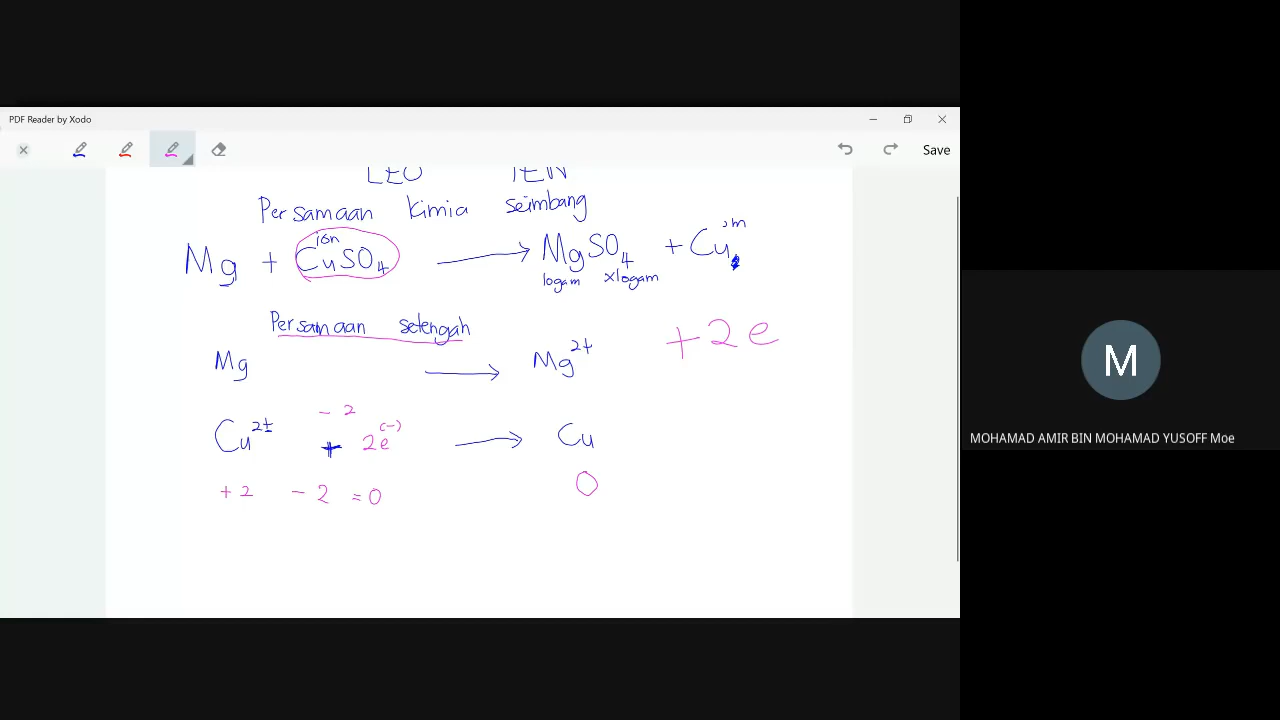 PDF Reader by Xodo
Save
LEO IEIN
Persamaan kimia seimbang
ion
Mg + CuSO4 → MgSO4 + Cu
logam xlogam
Persamaan setengah
Mg → Mg2+ + 2e
- 2
Cu2+ + 2e(-) → Cu
+2 - 2 = 0 0
M
MOHAMAD AMIR BIN MOHAMAD YUSOFF Moe